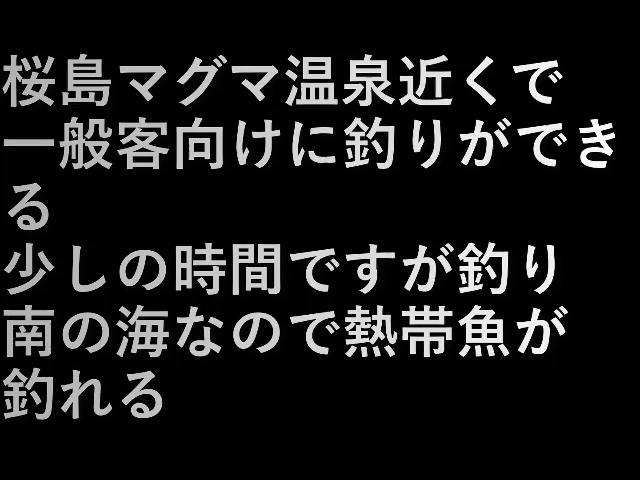 桜島マグマ温泉近くで
一般客向けに釣りができ
る
少しの時間ですが釣り
南の海なので熱帯魚が
釣れる